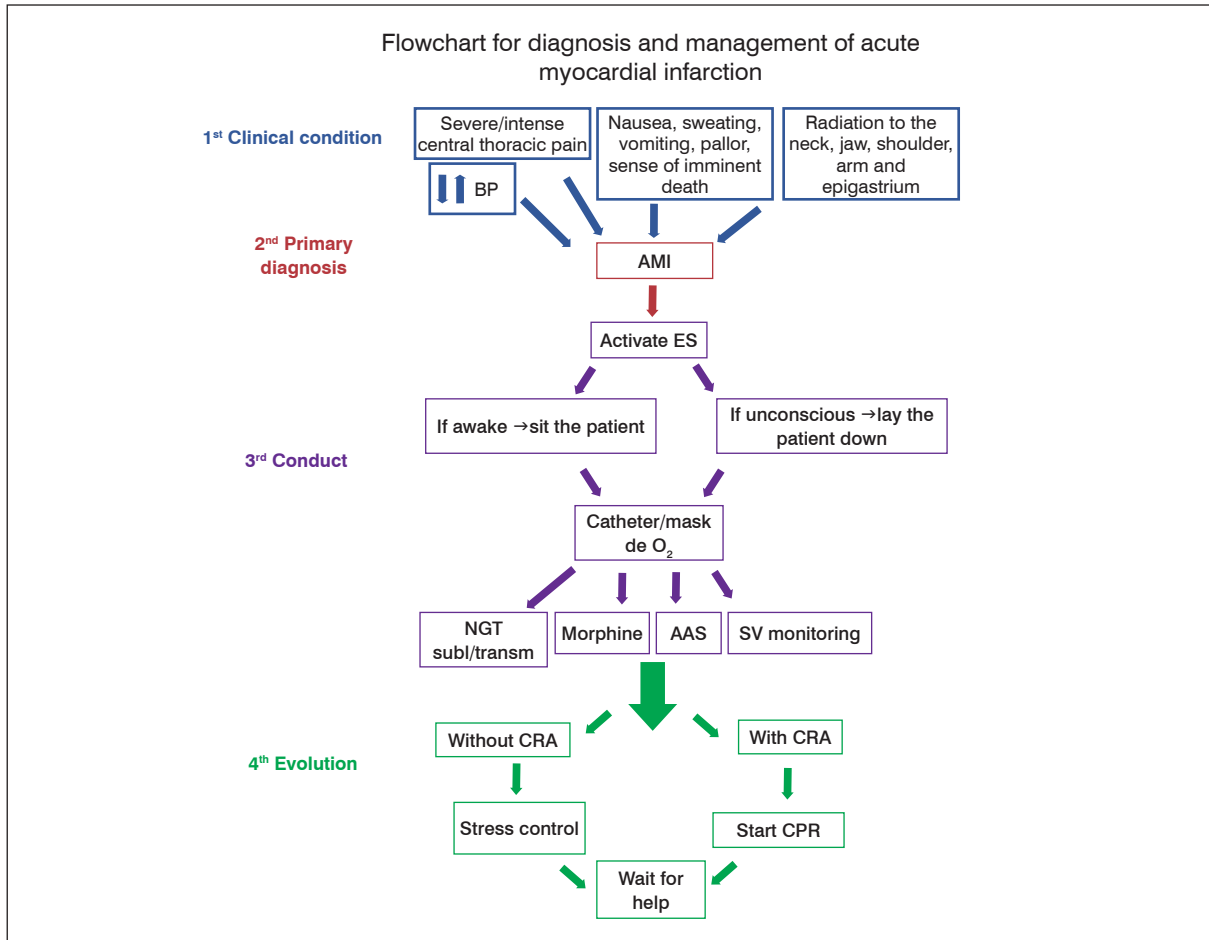 Flowchart for diagnosis and management of acute
myocardial infarction
1st Clinical condition
Severe/intense
central thoracic pain
BP
Nausea, sweating,
vomiting, pallor,
sense of imminent
death
Radiation to the
neck, jaw, shoulder,
arm and
epigastrium
2nd Primary
diagnosis
AMI
Activate ES
If awake →sit the patient
If unconscious →lay the
patient down
3rd Conduct
Catheter/mask
de O2
NGT
subl/transm
Morphine
AAS
SV monitoring
Without CRA
With CRA
4th Evolution
Stress control
Start CPR
Wait for
help